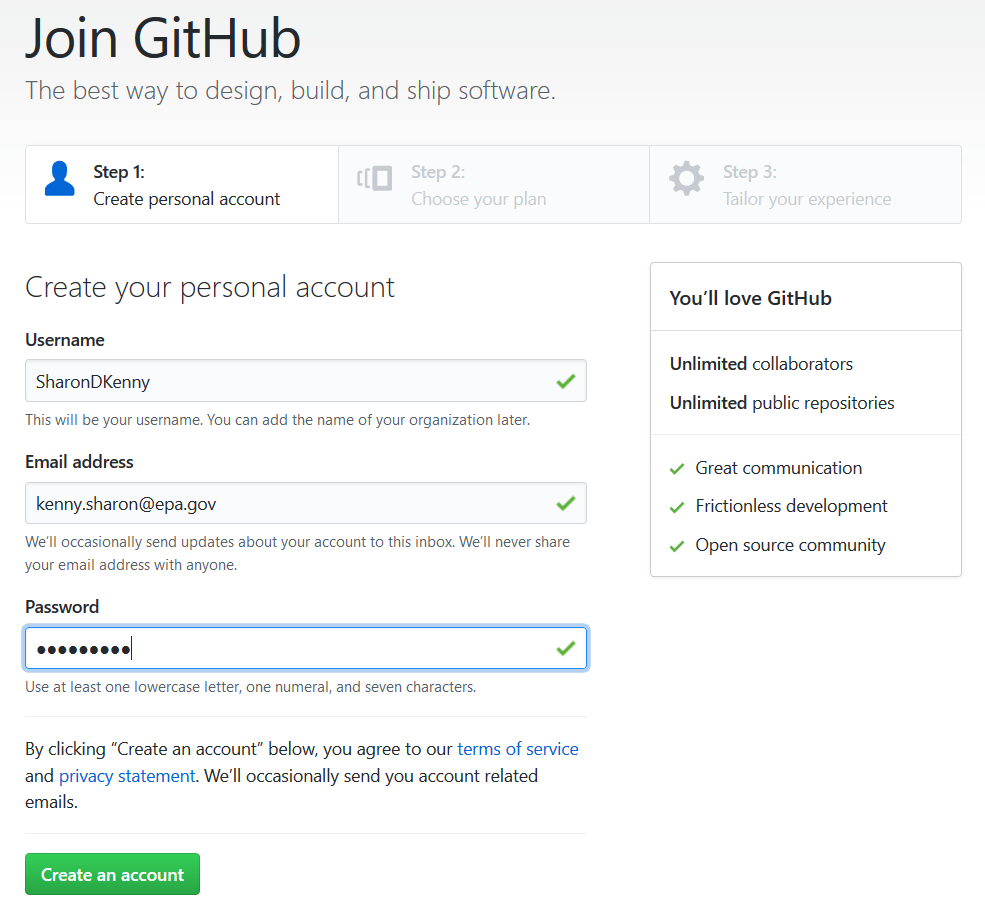 Join GitHub
The best way to design, build, and ship software.
Step 1:
Create personal account
Step 2:
Choose your plan
Step 3:
Tailor your experience
Create your personal account
Username
SharonDKenny
This will be your username. You can add the name of your organization later.
Email address
kenny.sharon@epa.gov
We’ll occasionally send updates about your account to this inbox. We’ll never share
your email address with anyone.
Password
●●●●●●●●●
Use at least one lowercase letter, one numeral, and seven characters.
By clicking “Create an account” below, you agree to our terms of service
and privacy statement. We’ll occasionally send you account related
emails.
Create an account
You’ll love GitHub
Unlimited collaborators
Unlimited public repositories
Great communication
Frictionless development
Open source community